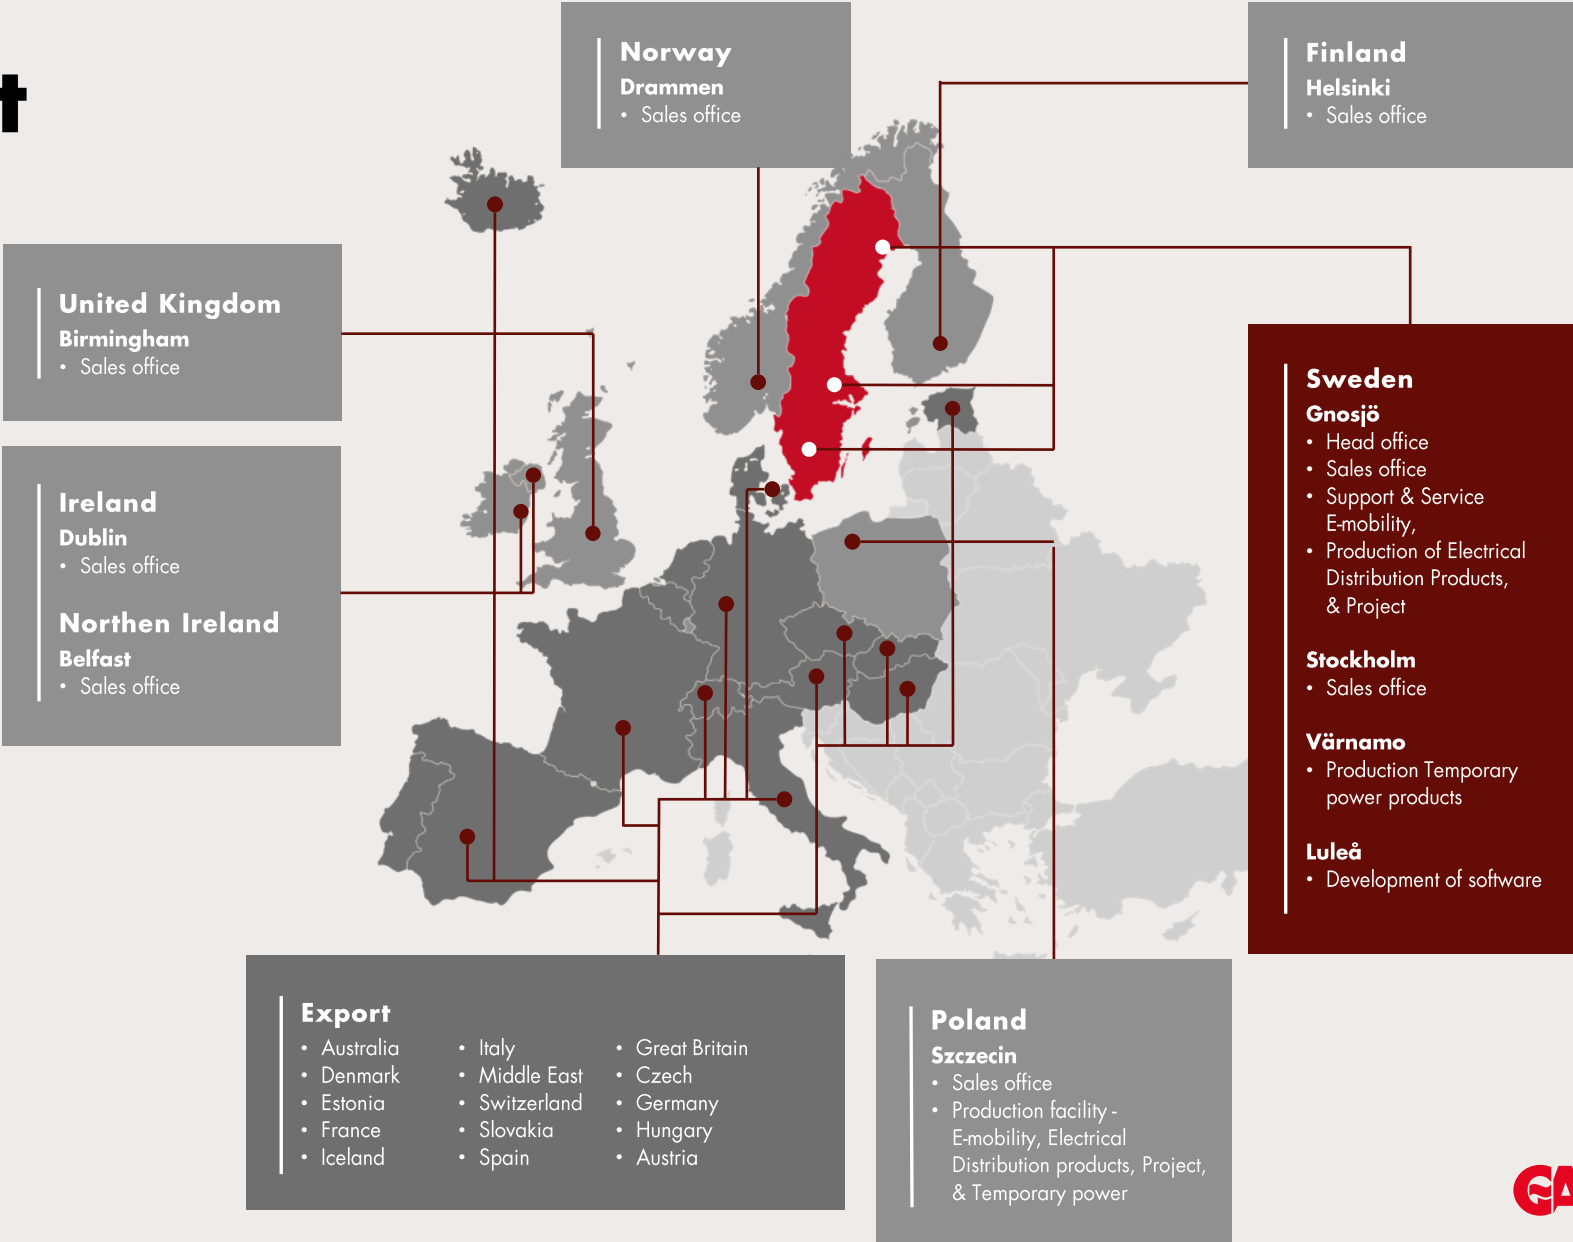 t
Norway
Drammen
• Sales office
Finland
Helsinki
• Sales office
United Kingdom
Birmingham
• Sales office
Ireland
Dublin
• Sales office
Northen Ireland
Belfast
• Sales office
Sweden
Gnosjö
• Head office
• Sales office
• Support & Service
E-mobility,
• Production of Electrical
Distribution Products,
& Project
Stockholm
• Sales office
Värnamo
• Production Temporary
power products
Luleå
• Development of software
Export
• Australia
• Denmark
• Estonia
• France
• Iceland
• Italy
• Middle East
• Switzerland
• Slovakia
• Spain
• Great Britain
• Czech
• Germany
• Hungary
• Austria
Poland
Szczecin
• Sales office
• Production facility -
E-mobility, Electrical
Distribution products, Project,
& Temporary power
GA